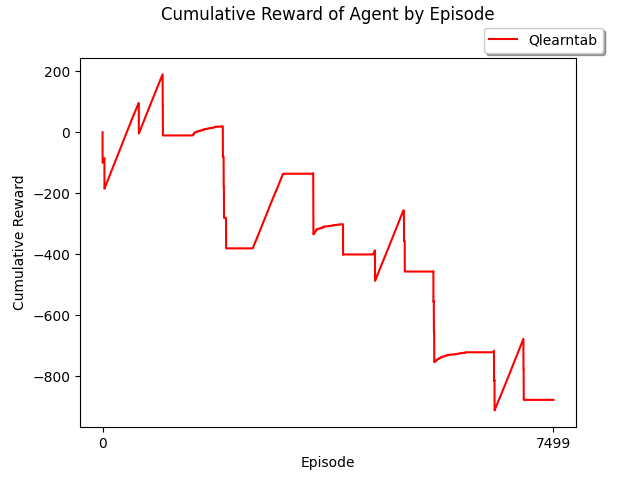 Cumulative Reward of Agent by Episode
Qlearntab
200
0
−200
−400
−600
−800
Cumulative Reward
0
7499
Episode